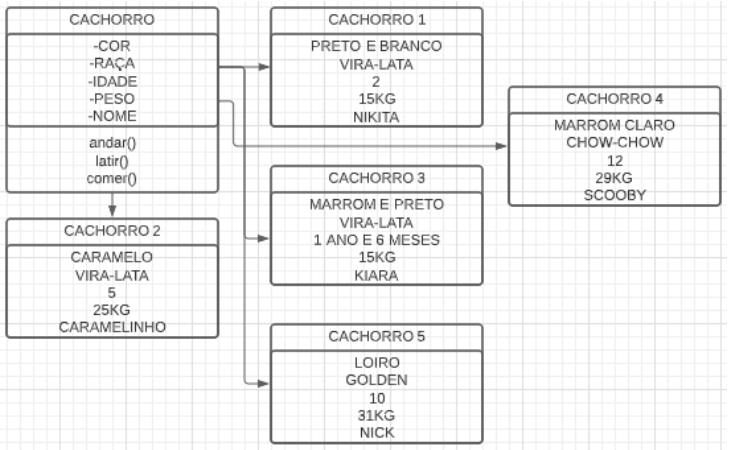 CACHORRO
-COR
-RAÇA
-IDADE
-PESO
-NOME
andar()
latir()
comer()
CACHORRO 1
PRETO E BRANCO
VIRA-LATA
2
15KG
NIKITA
CACHORRO 4
MARROM CLARO
CHOW-CHOW
12
29KG
SCOOBY
CACHORRO 3
MARROM E PRETO
VIRA-LATA
1 ANO E 6 MESES
15KG
KIARA
CACHORRO 2
CARAMELO
VIRA-LATA
5
25KG
CARAMELINHO
CACHORRO 5
LOIRO
GOLDEN
10
31KG
NICK